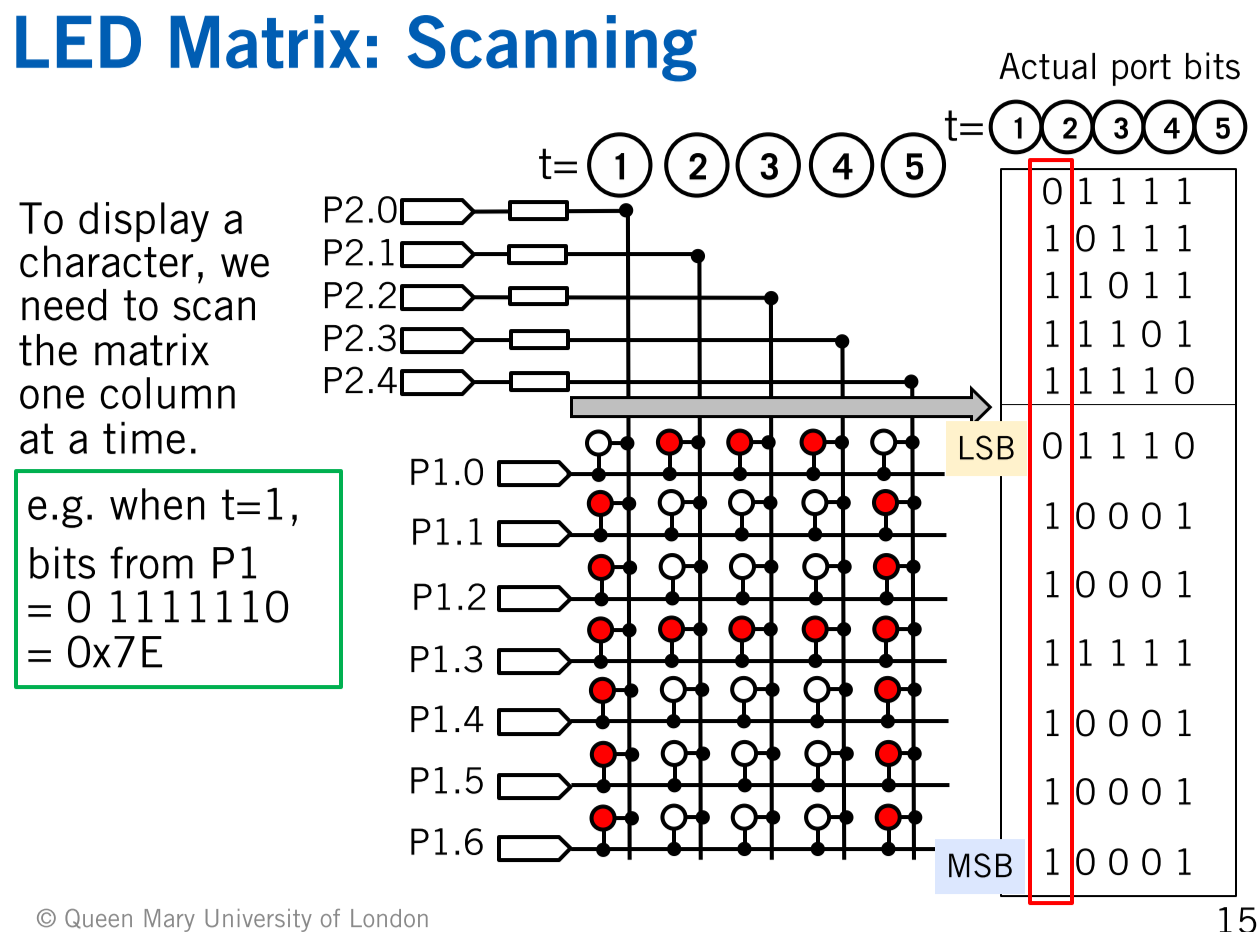 LED Matrix: Scanning
Actual port bits
t= 1 2 3 4 5
t= 1 2 3 4 5
To display a
character, we
need to scan
the matrix
one column
at a time.
e.g. when t=1,
bits from P1
= 0 1111110
= 0x7E
P2.0
P2.1
P2.2
P2.3
P2.4
P1.0
P1.1
P1.2
P1.3
P1.4
P1.5
P1.6
0 1 1 1 1
1 0 1 1 1
1 1 0 1 1
1 1 1 0 1
1 1 1 1 0
LSB 0 1 1 1 0
1 0 0 0 1
1 0 0 0 1
1 1 1 1 1
1 0 0 0 1
1 0 0 0 1
MSB 1 0 0 0 1
© Queen Mary University of London
15